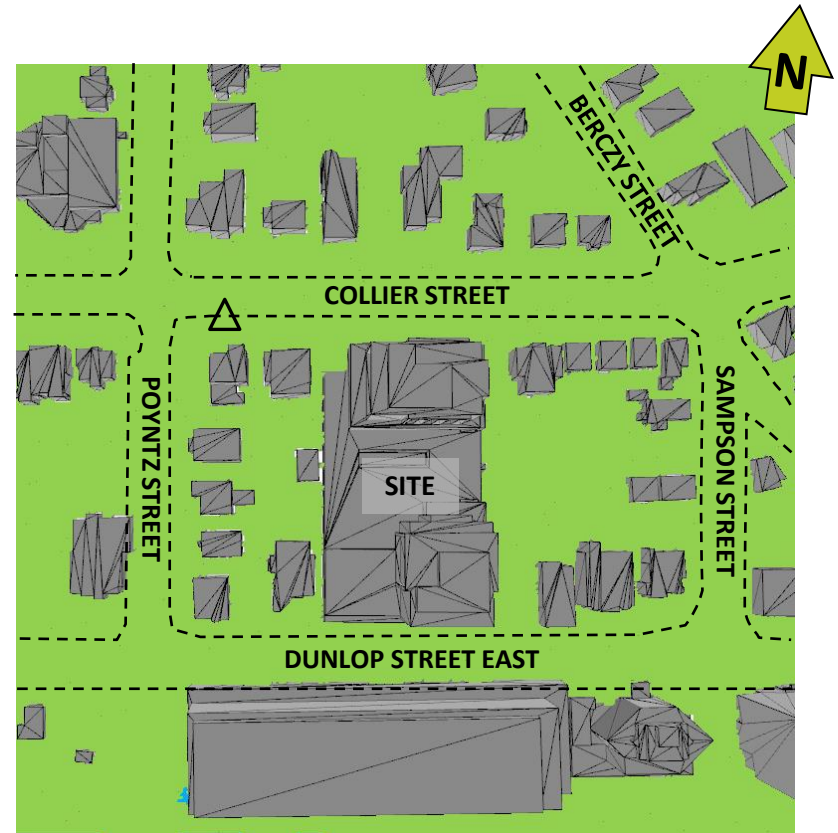 N
BERCZY STREET
COLLIER STREET
POYNTZ STREET
SITE
SAMPSON STREET
DUNLOP STREET EAST